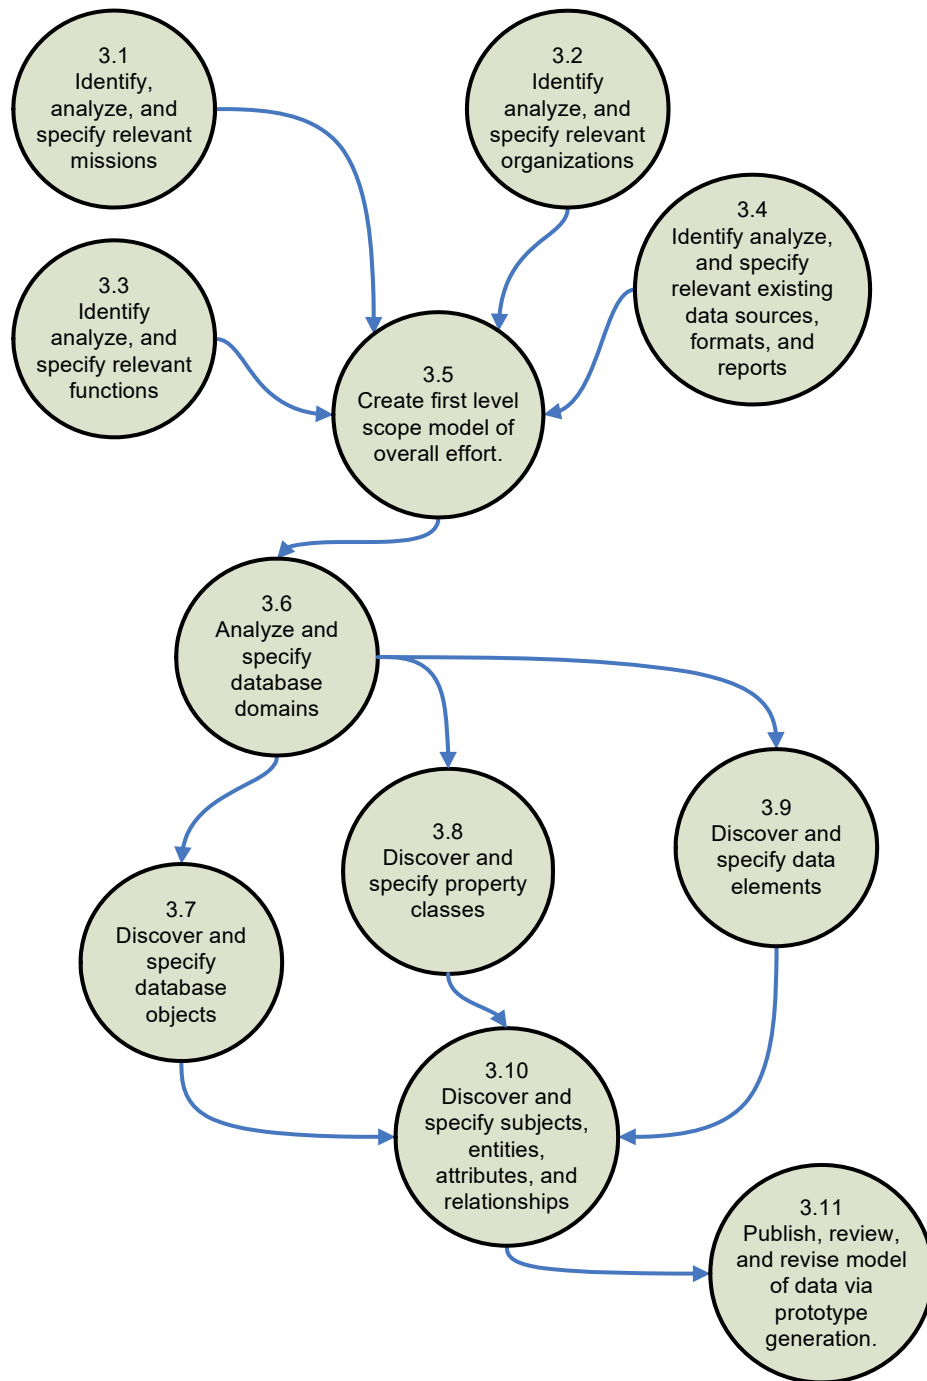 3.1
Identify,
analyze, and
specify relevant
missions
3.2
Identify
analyze, and
specify relevant
organizations
3.3
Identify
analyze, and
specify relevant
functions
3.4
Identify analyze,
and specify
relevant existing
data sources,
formats, and
reports
3.5
Create first level
scope model of
overall effort.
3.6
Analyze and
specify
database
domains
3.7
Discover and
specify
database
objects
3.8
Discover and
specify property
classes
3.9
Discover and
specify data
elements
3.10
Discover and
specify subjects,
entities,
attributes, and
relationships
3.11
Publish, review,
and revise model
of data via
prototype
generation.